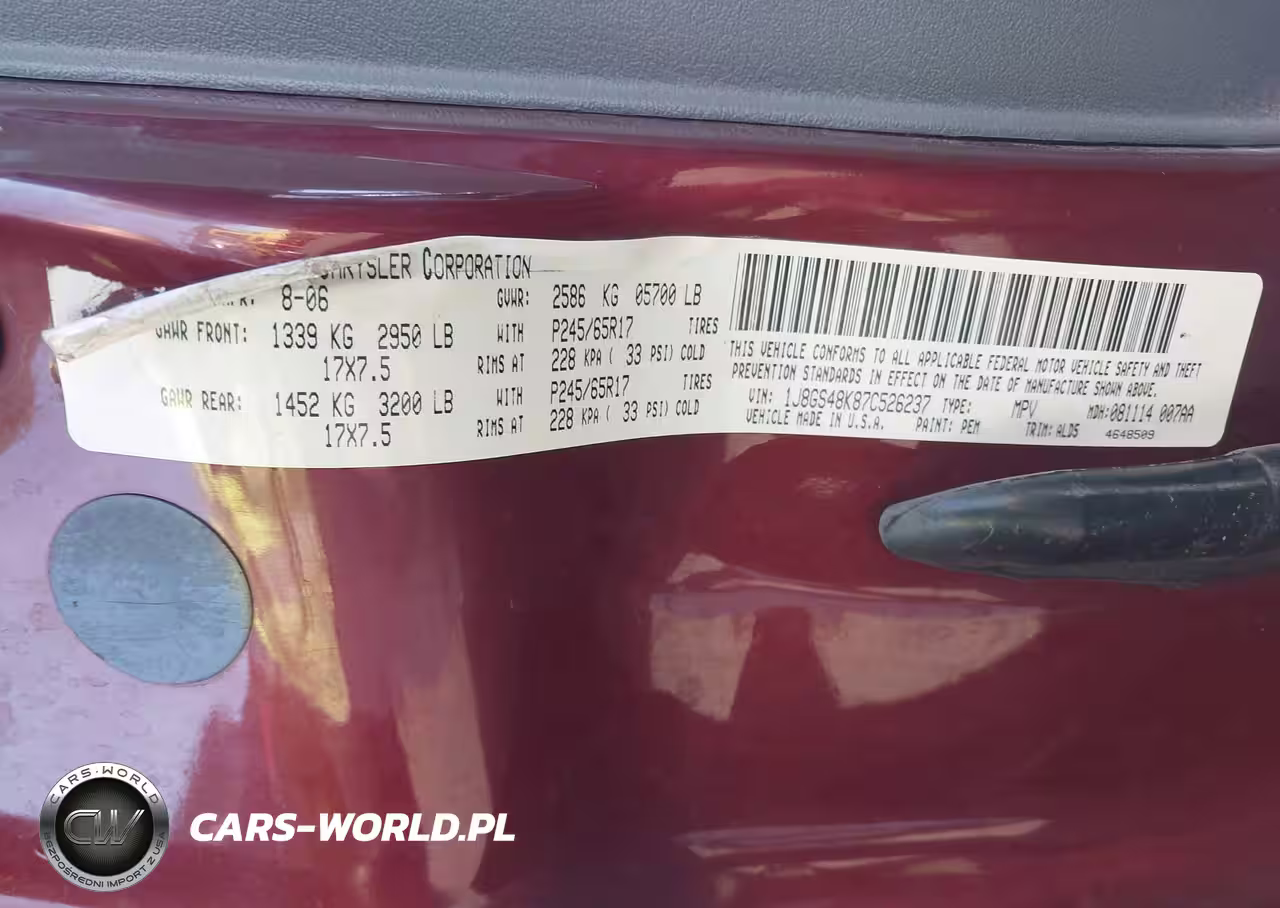 CHRYSLER CORPORATION
8-06 GVWR: 2586 KG 05700 LB
GAWR FRONT: 1339 KG 2950 LB WITH P245/65R17 TIRES
17X7.5 RIMS AT 228 KPA ( 33 PSI) COLD
GAWR REAR: 1452 KG 3200 LB WITH P245/65R17 TIRES
17X7.5 RIMS AT 228 KPA ( 33 PSI) COLD
THIS VEHICLE CONFORMS TO ALL APPLICABLE FEDERAL MOTOR VEHICLE SAFETY AND THEFT
PREVENTION STANDARDS IN EFFECT ON THE DATE OF MANUFACTURE SHOWN ABOVE.
VIN: 1J8GS48K87C526237 TYPE: MPV MDH: 081114 007AA
VEHICLE MADE IN U.S.A. PAINT: PEM TRIM: ALD5 4648509
CARS-WORLD
CW
BEZPOŚREDNI IMPORT Z USA
CARS-WORLD.PL